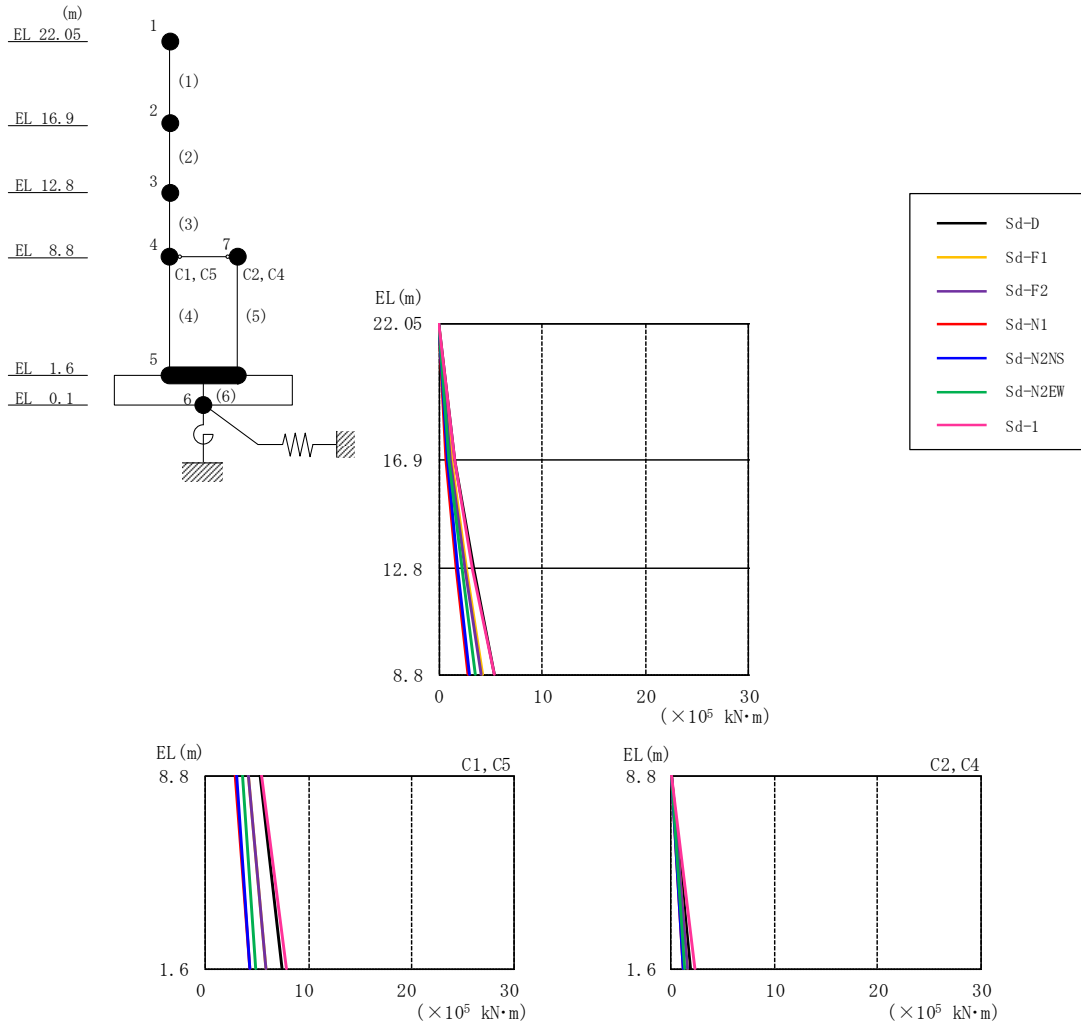 (m)
EL 22.05
1
(1)
EL 16.9
2
(2)
EL 12.8
3
(3)
EL 8.8
4
7
C1, C5
C2, C4
(4)
(5)
EL 1.6
5
EL 0.1
6
(6)
Sd-D
Sd-F1
Sd-F2
Sd-N1
Sd-N2NS
Sd-N2EW
Sd-1
EL(m)
22.05
16.9
12.8
8.8
0 10 20 30
(×10⁵ kN・m)
EL(m)
C1, C5
8.8
1.6
0 10 20 30
(×10⁵ kN・m)
EL(m)
C2, C4
8.8
1.6
0 10 20 30
(×10⁵ kN・m)